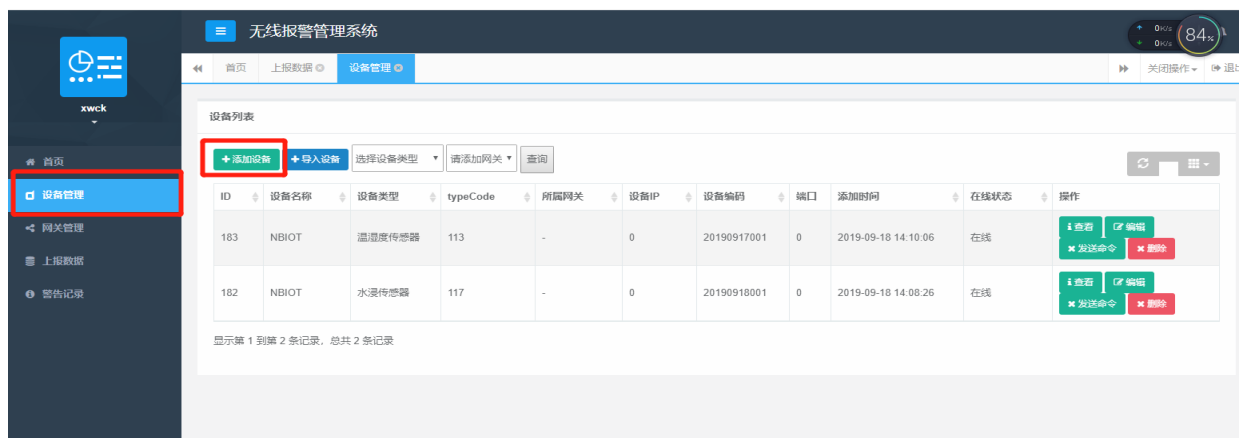 无线报警管理系统
0K/s
0K/s
84%
首页 上报数据 设备管理 关闭操作
xwck
设备列表
添加设备 导入设备 选择设备类型 请添加网关 查询
首页
设备管理
网关管理
上报数据
警告记录
ID 设备名称 设备类型 typeCode 所属网关 设备IP 设备编码 端口 添加时间 在线状态 操作
183 NBIOT 温湿度传感器 113 - 0 20190917001 0 2019-09-18 14:10:06 在线 查看 编辑
发送命令 删除
182 NBIOT 水浸传感器 117 - 0 20190918001 0 2019-09-18 14:08:26 在线 查看 编辑
发送命令 删除
显示第 1 到第 2 条记录，总共 2 条记录